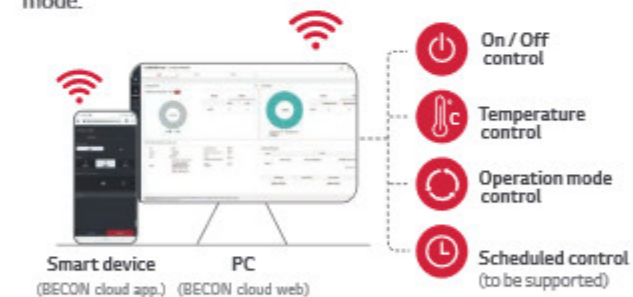 mode.
On / Off
control
°C
Temperature
control
Operation mode
control
Scheduled control
(to be supported)
Smart device
(BECON cloud app.)
PC
(BECON cloud web)